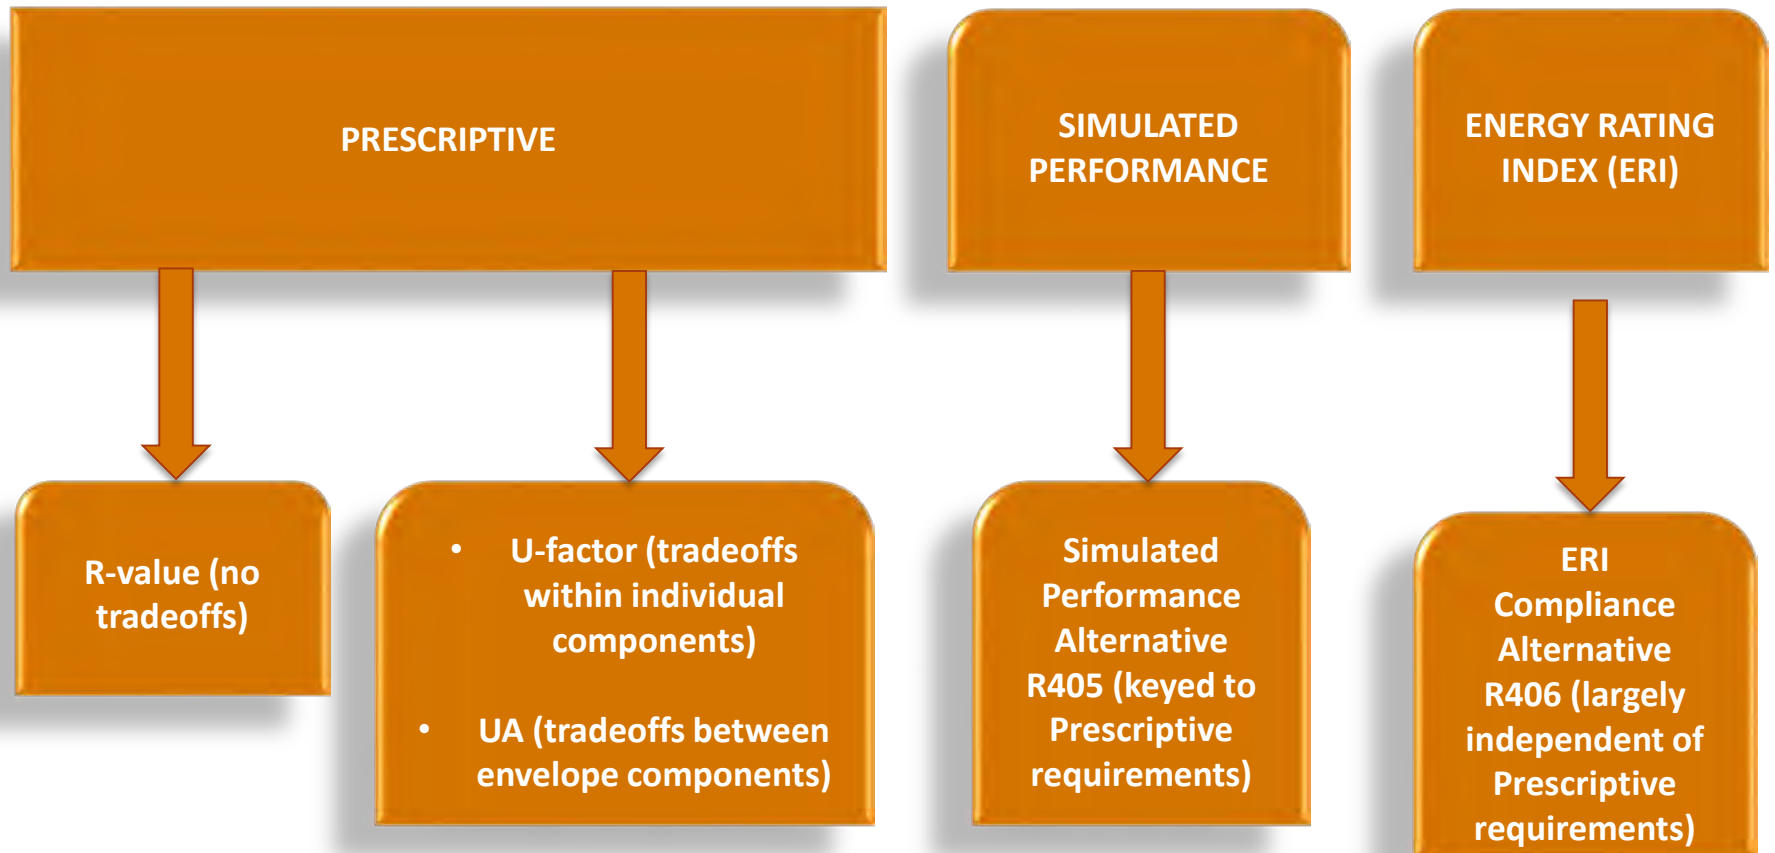 PRESCRIPTIVE
SIMULATED
PERFORMANCE
ENERGY RATING
INDEX (ERI)
R-value (no
tradeoffs)
• U-factor (tradeoffs
within individual
components)
• UA (tradeoffs between
envelope components)
Simulated
Performance
Alternative
R405 (keyed to
Prescriptive
requirements)
ERI
Compliance
Alternative
R406 (largely
independent of
Prescriptive
requirements)